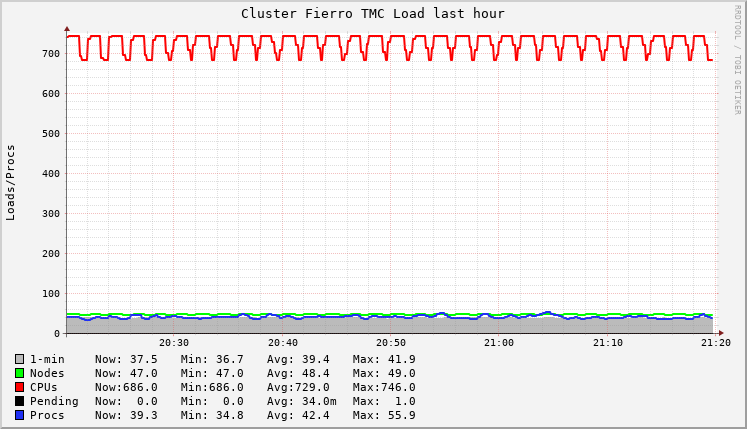 Cluster Fierro TMC Load last hour
RRDTOOL / TOBI OETIKER
Loads/Procs
700
600
500
400
300
200
100
0
20:30 20:40 20:50 21:00 21:10 21:20
1-min Now: 37.5 Min: 36.7 Avg: 39.4 Max: 41.9
Nodes Now: 47.0 Min: 47.0 Avg: 48.4 Max: 49.0
CPUs Now:686.0 Min:686.0 Avg:729.0 Max:746.0
Pending Now: 0.0 Min: 0.0 Avg: 34.0m Max: 1.0
Procs Now: 39.3 Min: 34.8 Avg: 42.4 Max: 55.9